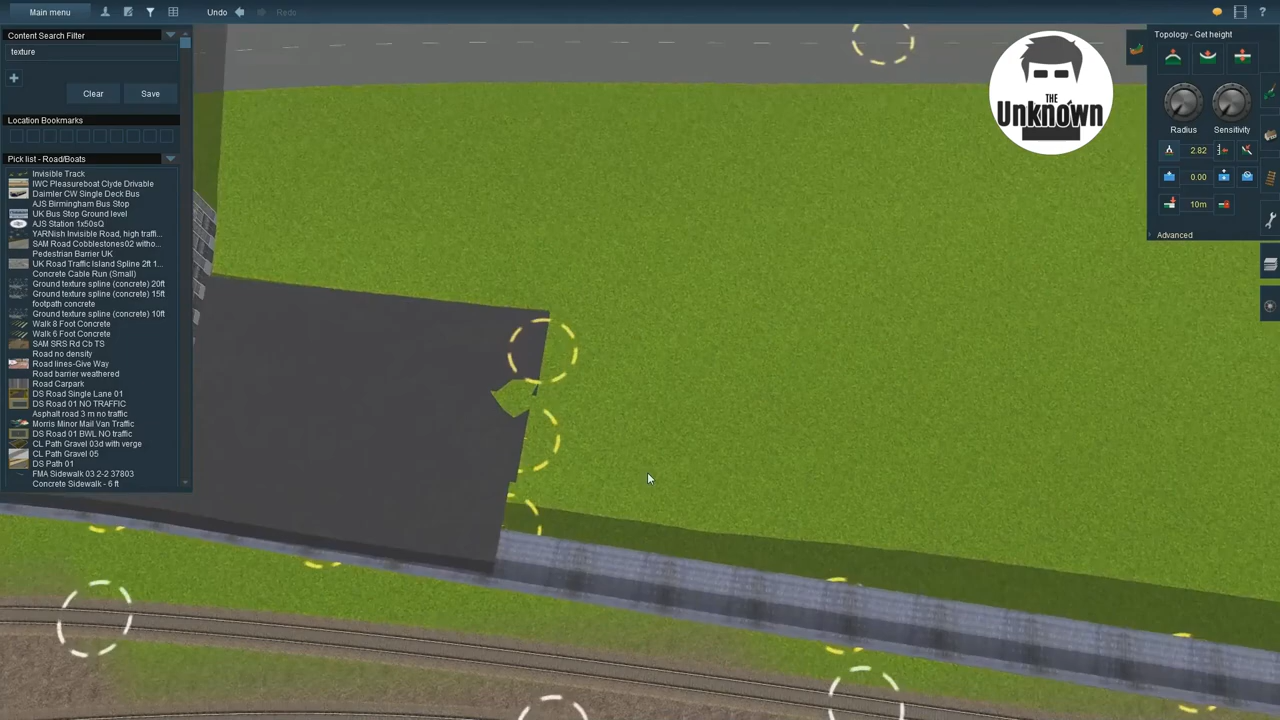 Main menu
Undo
Redo
Content Search Filter
texture
Clear
Save
Location Bookmarks
Pick list - Road/Boats
Invisible Track
IWC Pleasureboat Clyde Drivable
Daimler CW Single Deck Bus
AJS Birmingham Bus Stop
UK Bus Stop Ground level
AJS Station 1x50sQ
YARNish Invisible Road, high traffi...
SAM Road Cobblestones02 witho...
Pedestrian Barrier UK
UK Road Traffic Island Spline 2ft 1...
Concrete Cable Run (Small)
Ground texture spline (concrete) 20ft
Ground texture spline (concrete) 15ft
footpath concrete
Ground texture spline (concrete) 10ft
Walk 8 Foot Concrete
Walk 6 Foot Concrete
SAM SRS Rd Cb TS
Road no density
Road lines-Give Way
Road barrier weathered
Road Carpark
DS Road Single Lane 01
DS Road 01 NO TRAFFIC
Asphalt road 3 m no traffic
Morris Minor Mail Van Traffic
DS Road 01 BWL NO traffic
CL Path Gravel 03d with verge
CL Path Gravel 05
DS Path 01
FMA Sidewalk 03 2-2 37803
Concrete Sidewalk - 6 ft
THE
Unknown
Topology - Get height
Radius
Sensitivity
2.82
0.00
10m
Advanced